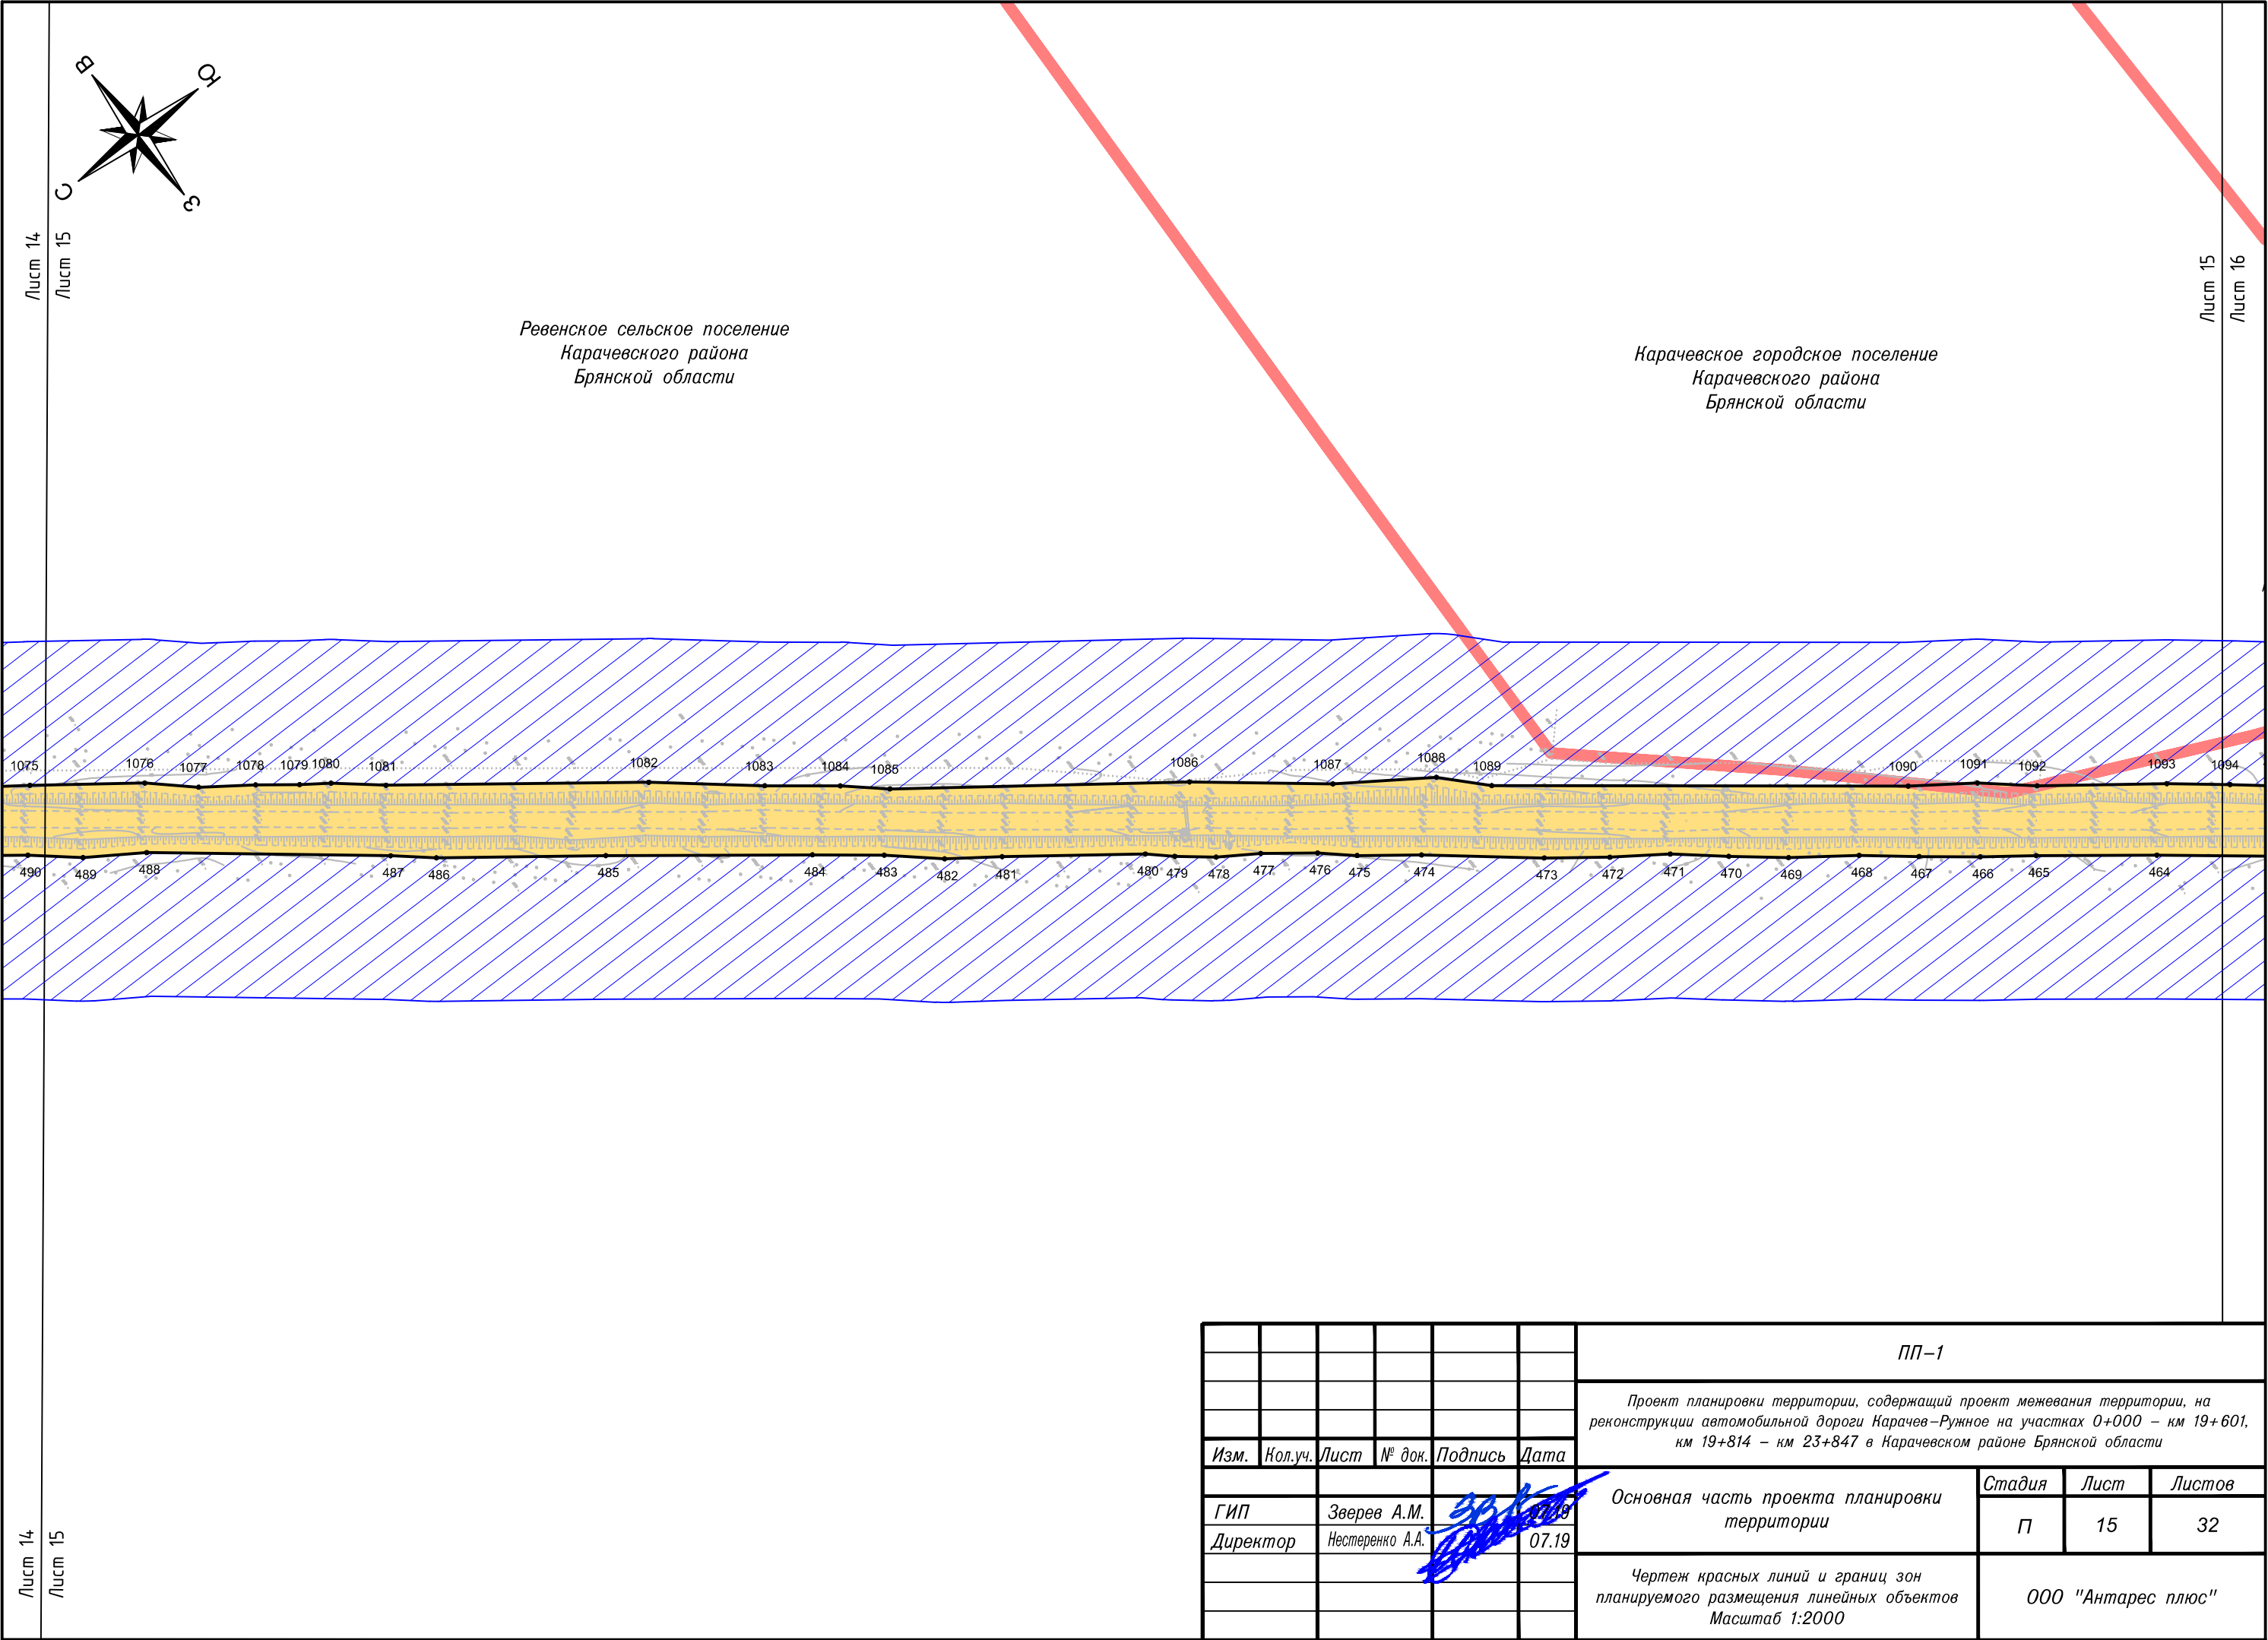 В
Ю
С
З
Лист 14
Лист 15
Лист 15
Лист 16
Ревенское сельское поселение
Карачевского района
Брянской области
Карачевское городское поселение
Карачевского района
Брянской области
1075 1076 1077 1078 1079 1080 1081 1082 1083 1084 1085 1086 1087 1088 1089 1090 1091 1092 1093 1094
490 489 488 487 486 485 484 483 482 481 480 479 478 477 476 475 474 473 472 471 470 469 468 467 466 465 464
Лист 14
Лист 15
ПП-1
Проект планировки территории, содержащий проект межевания территории, на
реконструкции автомобильной дороги Карачев-Ружное на участках 0+000 - км 19+601,
км 19+814 - км 23+847 в Карачевском районе Брянской области
Изм. Кол.уч. Лист № док. Подпись Дата
Основная часть проекта планировки
территории
Стадия Лист Листов
П 15 32
ГИП Зверев А.М. 07.19
Директор Нестеренко А.А. 07.19
Чертеж красных линий и границ зон
планируемого размещения линейных объектов
Масштаб 1:2000
ООО "Антарес плюс"